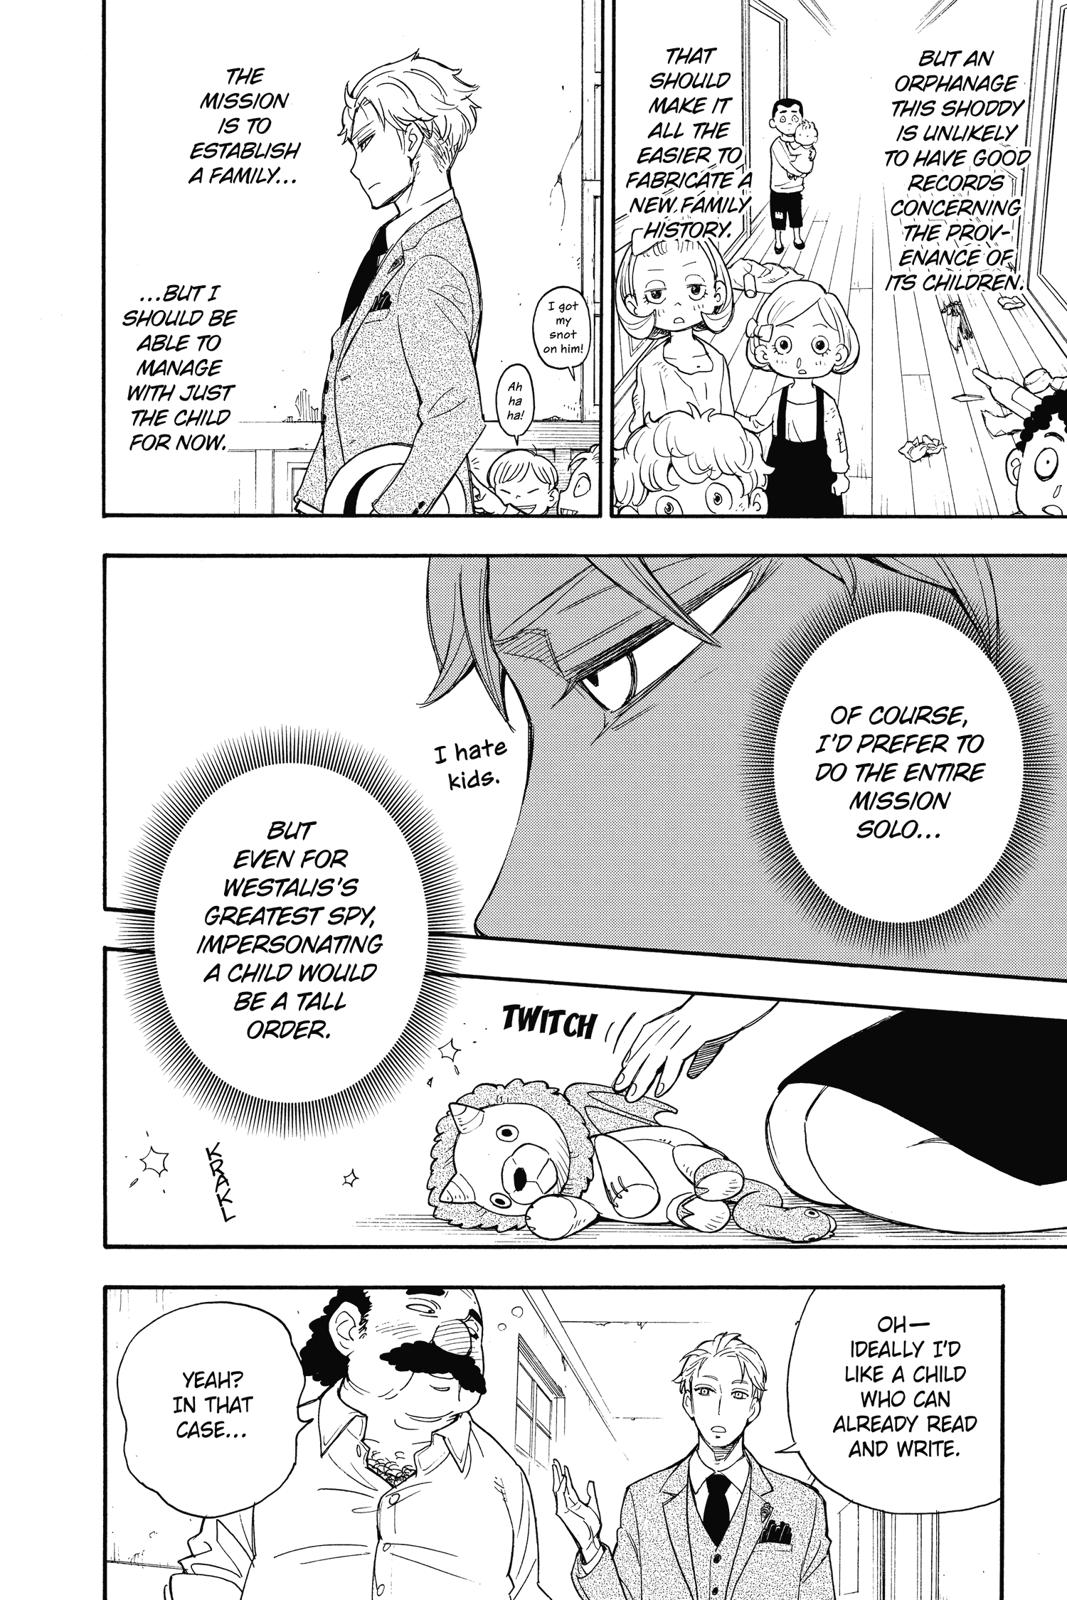 BUT AN
ORPHANAGE
THIS SHODDY
IS UNLIKELY
TO HAVE GOOD
RECORDS
CONCERNING
THE PROV-
ENANCE OF
ITS CHILDREN.
THAT
SHOULD
MAKE IT
ALL THE
EASIER TO
FABRICATE A
NEW FAMILY
HISTORY.
I got
my
snot
on him!
Ah
ha
ha!
THE
MISSION
IS TO
ESTABLISH
A FAMILY...
...BUT I
SHOULD BE
ABLE TO
MANAGE
WITH JUST
THE CHILD
FOR NOW.
OF COURSE,
I'D PREFER TO
DO THE ENTIRE
MISSION
SOLO...
I hate
kids.
BUT
EVEN FOR
WESTALIS'S
GREATEST SPY,
IMPERSONATING
A CHILD WOULD
BE A TALL
ORDER.
TWITCH
KRAKL
OH—
IDEALLY I'D
LIKE A CHILD
WHO CAN
ALREADY READ
AND WRITE.
YEAH?
IN THAT
CASE...